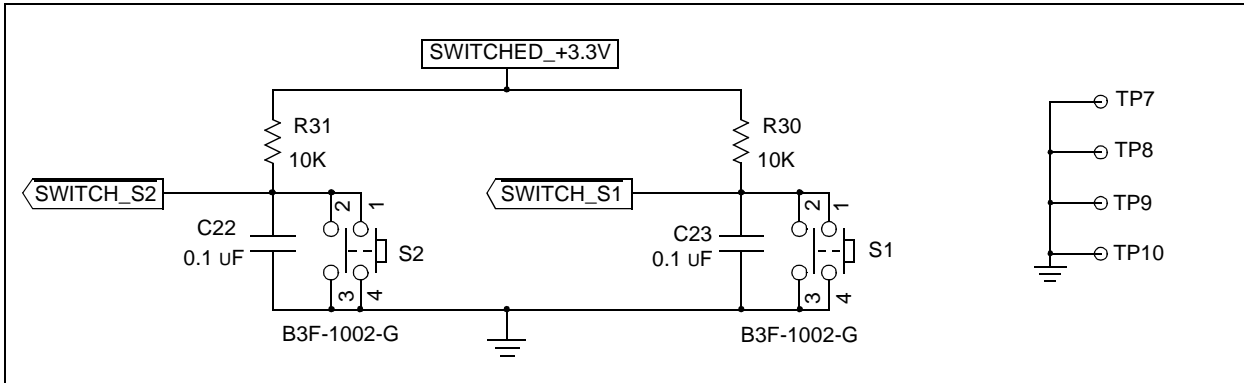 SWITCHED_+3.3V
R31
10K
R30
10K
TP7
TP8
TP9
TP10
SWITCH_S2
SWITCH_S1
2
1
2
1
C22
0.1 uF
S2
C23
0.1 uF
S1
3
4
3
4
B3F-1002-G
B3F-1002-G